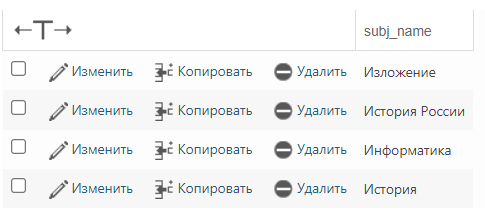 subj_name
Изменить Копировать Удалить Изложение
Изменить Копировать Удалить История России
Изменить Копировать Удалить Информатика
Изменить Копировать Удалить История